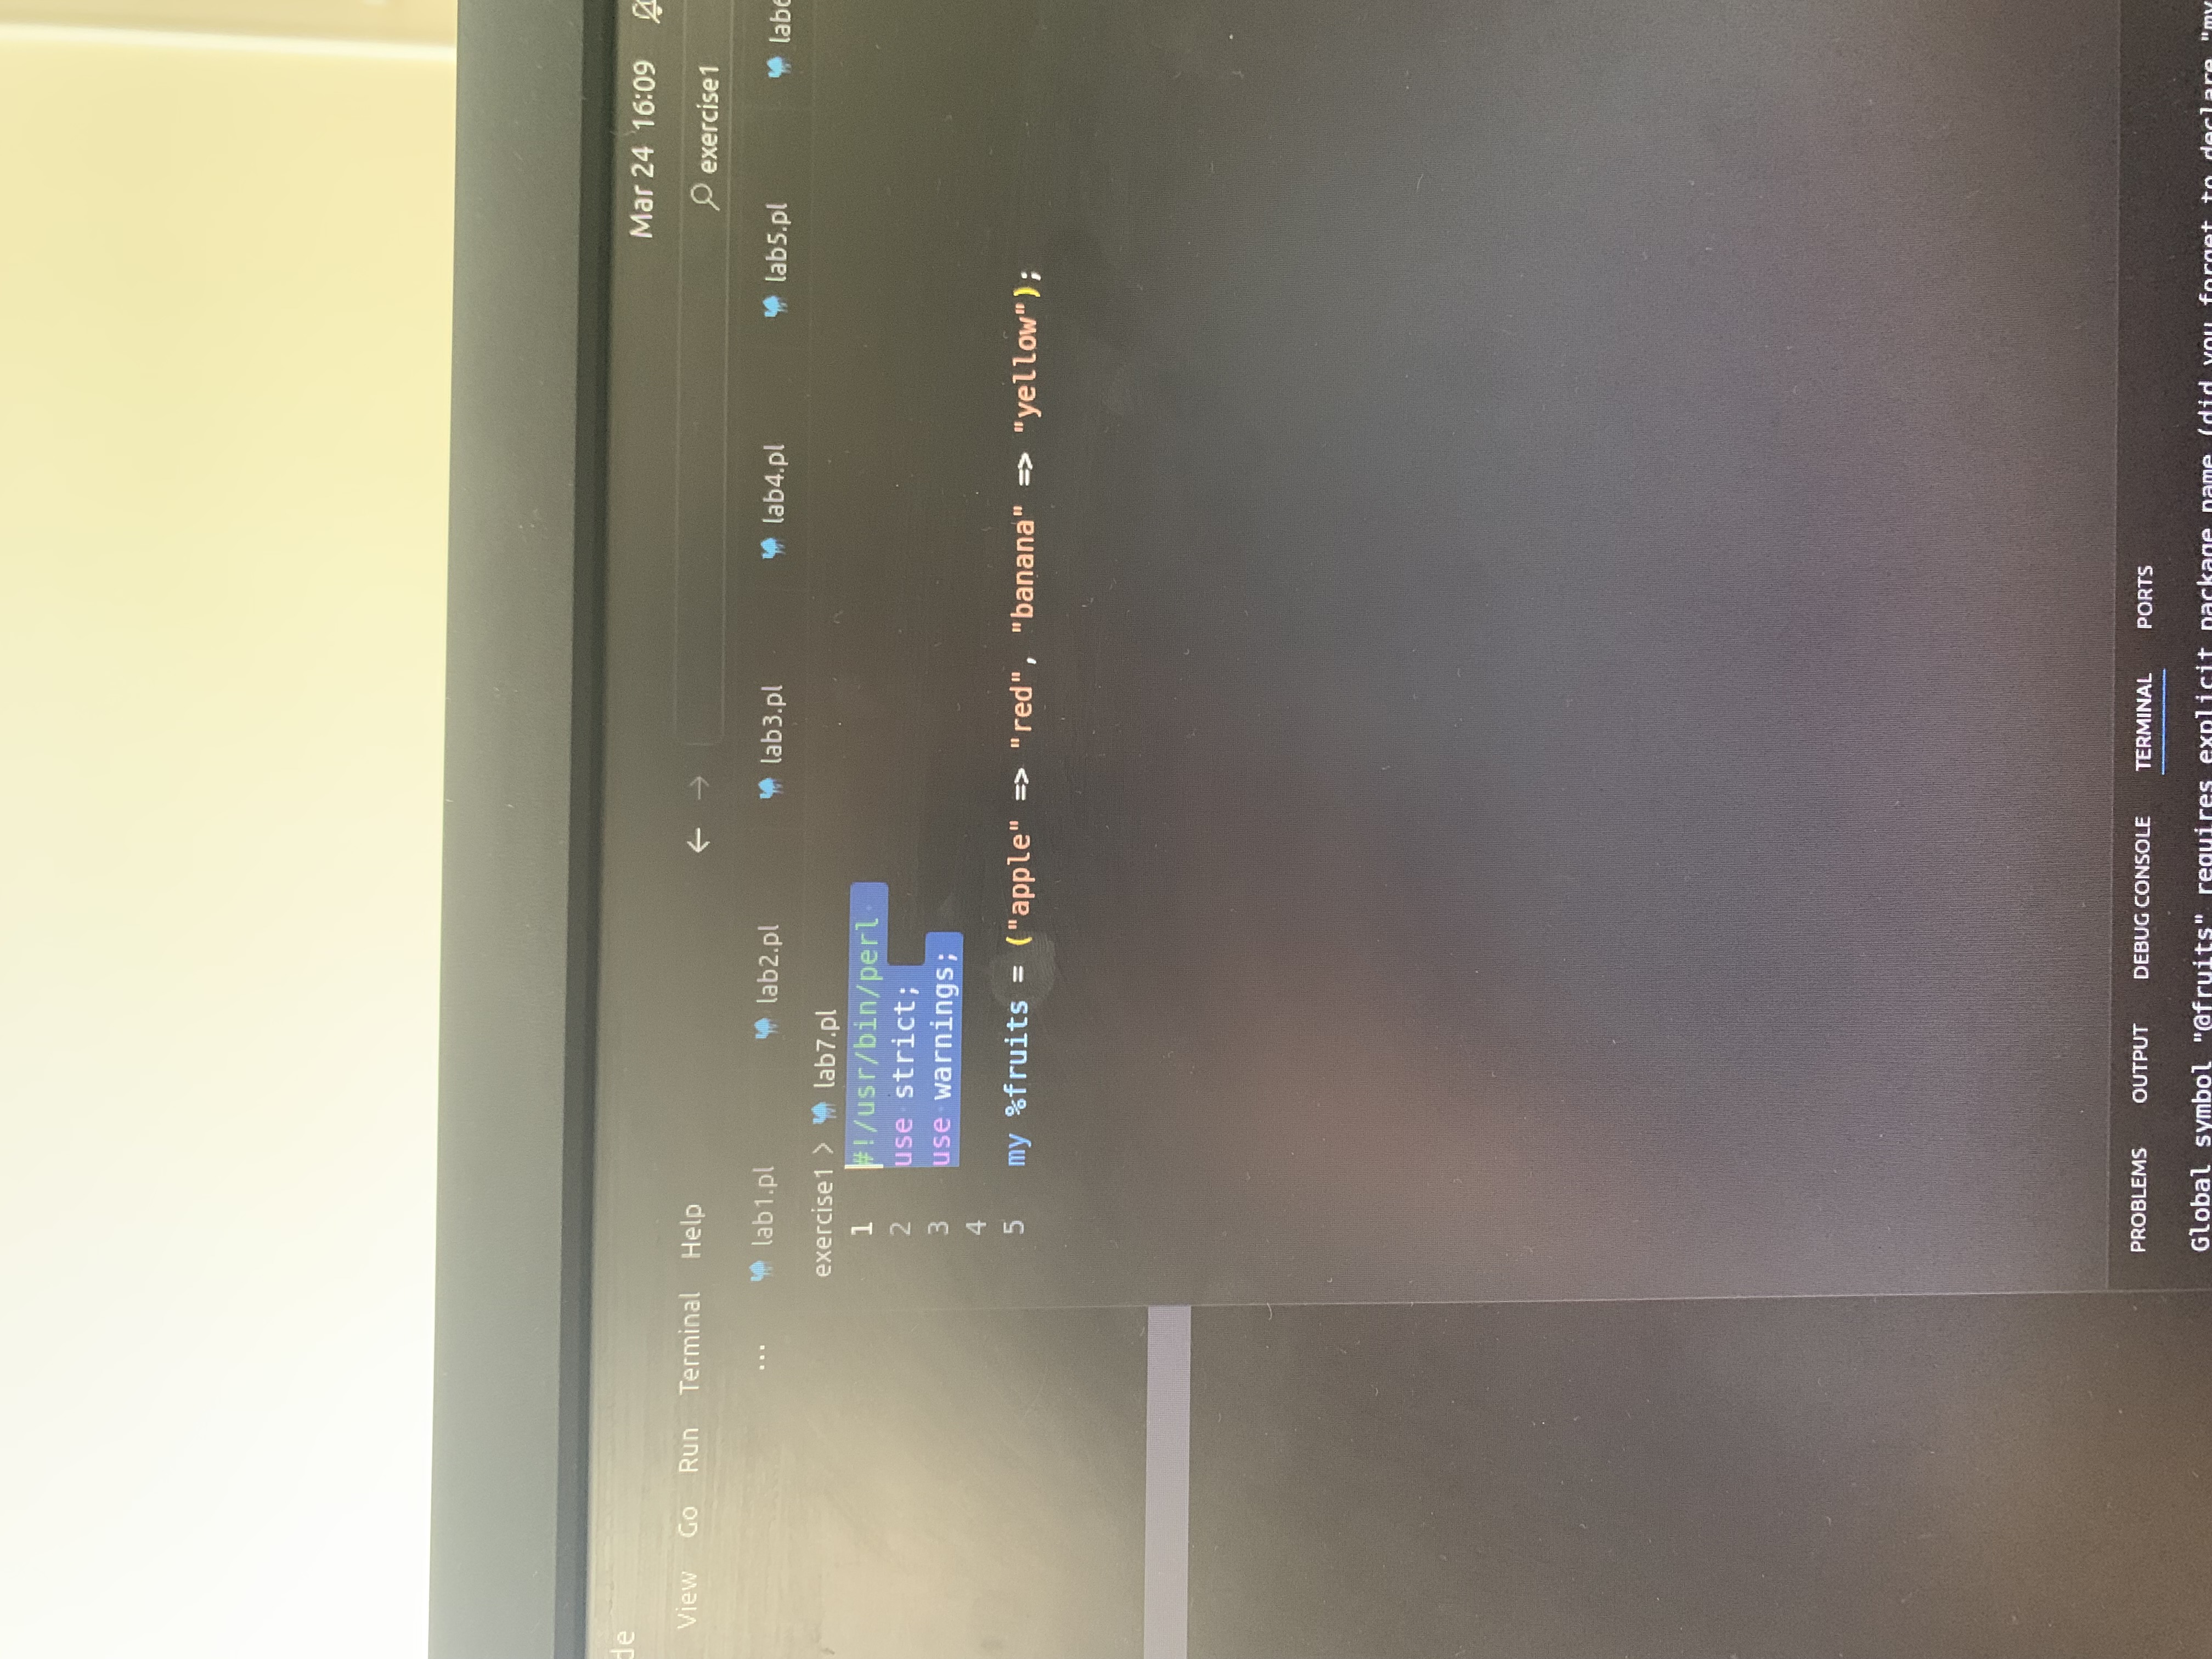 Mar 24 16:09
View Go Run Terminal Help
exercise1
... lab1.pl lab2.pl lab3.pl lab4.pl lab5.pl
exercise1 > lab7.pl
1 #!/usr/bin/perl
2 use strict;
3 use warnings;
4
5 my %fruits = ("apple" => "red", "banana" => "yellow");
PROBLEMS OUTPUT DEBUG CONSOLE TERMINAL PORTS
Global symbol "@fruits" requires explicit package name (did you forget to declare "my